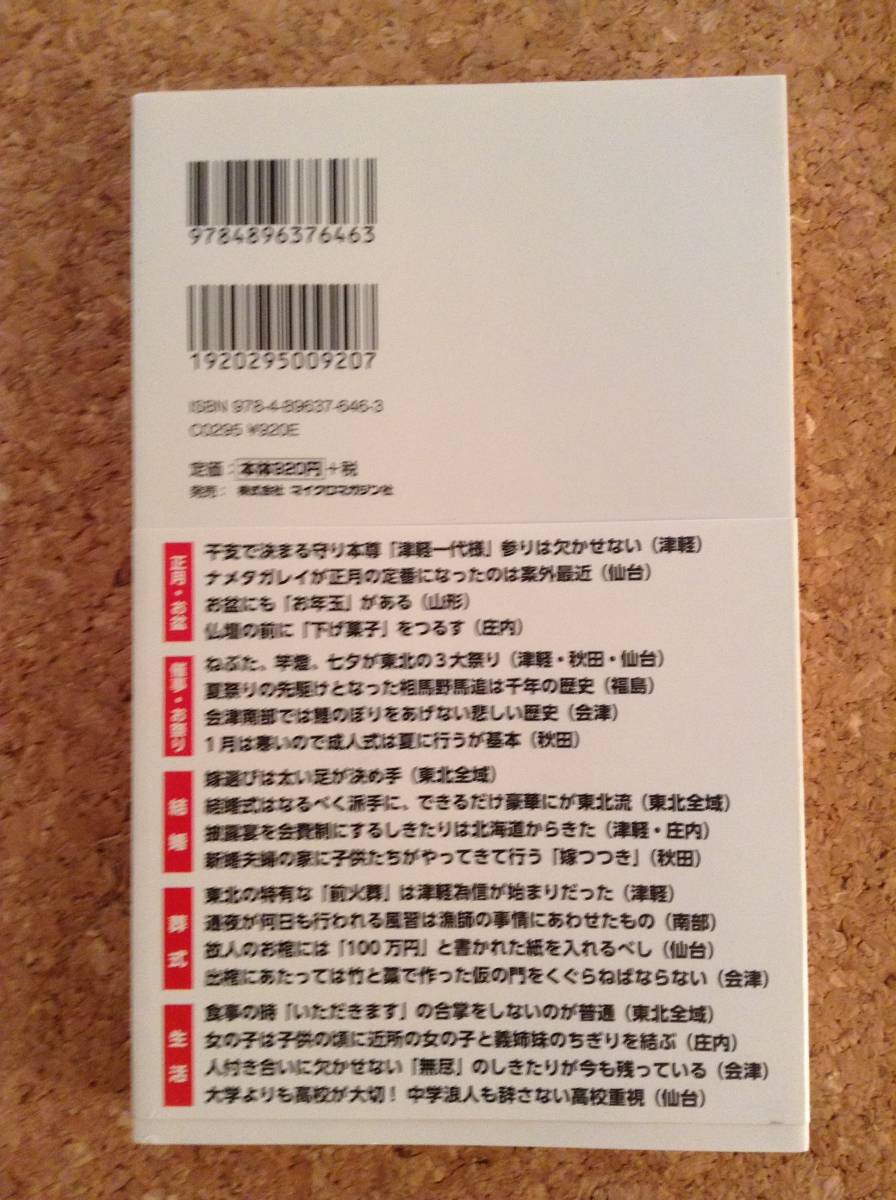 9784896376463
1920295009207
ISBN 978-4-89637-646-3
C0295 ¥920E
定価：本体920円＋税
発売：株式会社 マイクロマガジン社
正月・お盆
干支で決まる守り本尊「津軽一代様」参りは欠かせない（津軽）
ナメタガレイが正月の定番になったのは案外最近（仙台）
お盆にも「お年玉」がある（山形）
仏壇の前に「下げ菓子」をつるす（庄内）
催事・お祭り
ねぶた、竿燈、七夕が東北の3大祭り（津軽・秋田・仙台）
夏祭りの先駆けとなった相馬野馬追は千年の歴史（福島）
会津南部では鯉のぼりをあげない悲しい歴史（会津）
1月は寒いので成人式は夏に行うが基本（秋田）
結婚
嫁選びは太い足が決め手（東北全域）
結婚式はなるべく派手に、できるだけ豪華にが東北流（東北全域）
披露宴を会費制にするしきたりは北海道からきた（津軽・庄内）
新婚夫婦の家に子供たちがやってきて行う「嫁つつき」（秋田）
葬式
東北の特有な「前火葬」は津軽為信が始まりだった（津軽）
通夜が何日も行われる風習は漁師の事情にあわせたもの（南部）
故人のお棺には「100万円」と書かれた紙を入れるべし（仙台）
出棺にあたっては竹と藁で作った仮の門をくぐらねばならない（会津）
生活
食事の時「いただきます」の合掌をしないのが普通（東北全域）
女の子は子供の頃に近所の女の子と義姉妹のちぎりを結ぶ（庄内）
人付き合いに欠かせない「無尽」のしきたりが今も残っている（会津）
大学よりも高校が大切！ 中学浪人も辞さない高校重視（仙台）